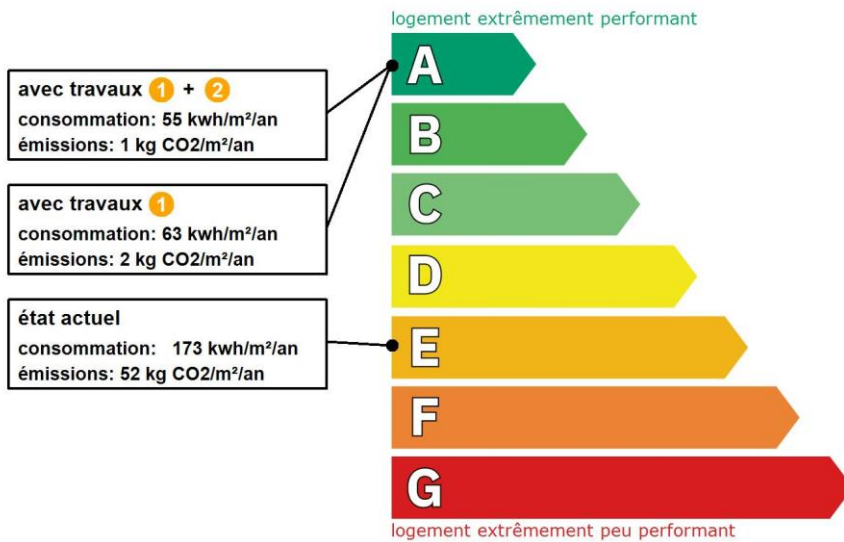 logement extrêmement performant
A
avec travaux 1 + 2
consommation: 55 kwh/m²/an
émissions: 1 kg CO2/m²/an
B
avec travaux 1
consommation: 63 kwh/m²/an
émissions: 2 kg CO2/m²/an
C
D
état actuel
consommation: 173 kwh/m²/an
émissions: 52 kg CO2/m²/an
E
F
G
logement extrêmement peu performant